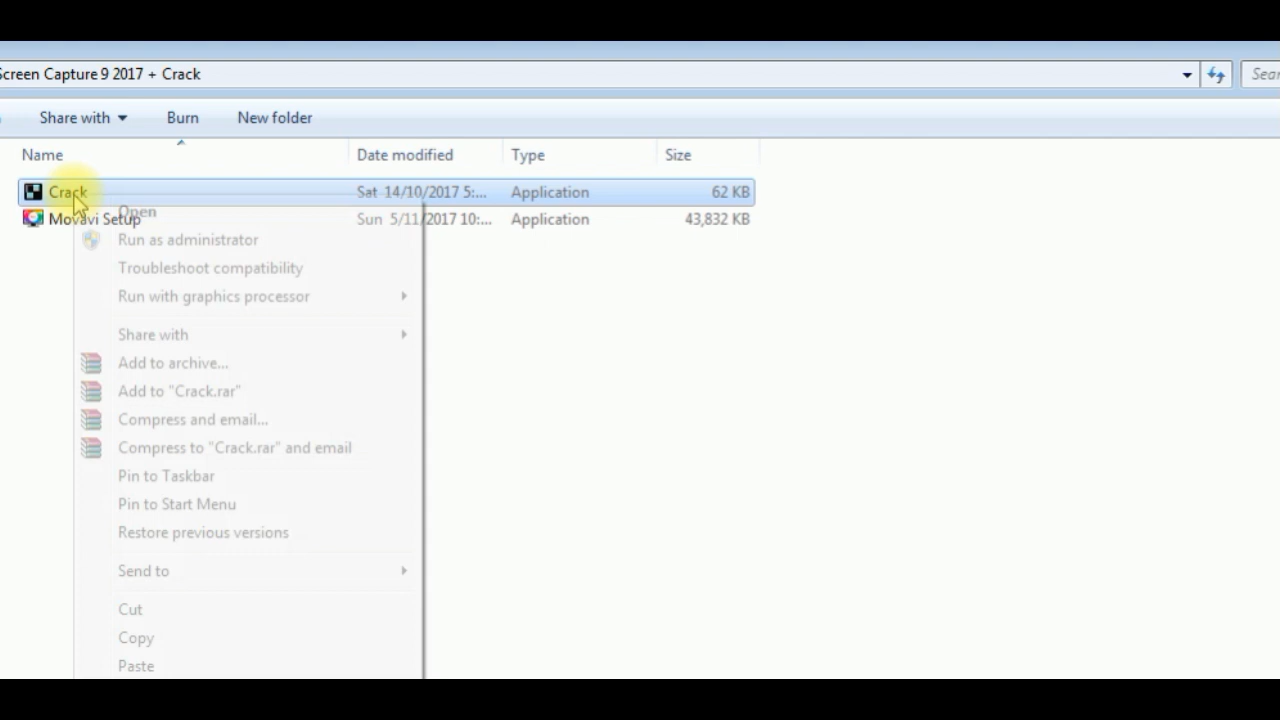 Screen Capture 9 2017 + Crack
Share with Burn New folder
Name Date modified Type Size
Crack Sat 14/10/2017 5:... Application 62 KB
Movavi Setup Sun 5/11/2017 10:... Application 43,832 KB
Open
Run as administrator
Troubleshoot compatibility
Run with graphics processor
Share with
Add to archive...
Add to "Crack.rar"
Compress and email...
Compress to "Crack.rar" and email
Pin to Taskbar
Pin to Start Menu
Restore previous versions
Send to
Cut
Copy
Paste